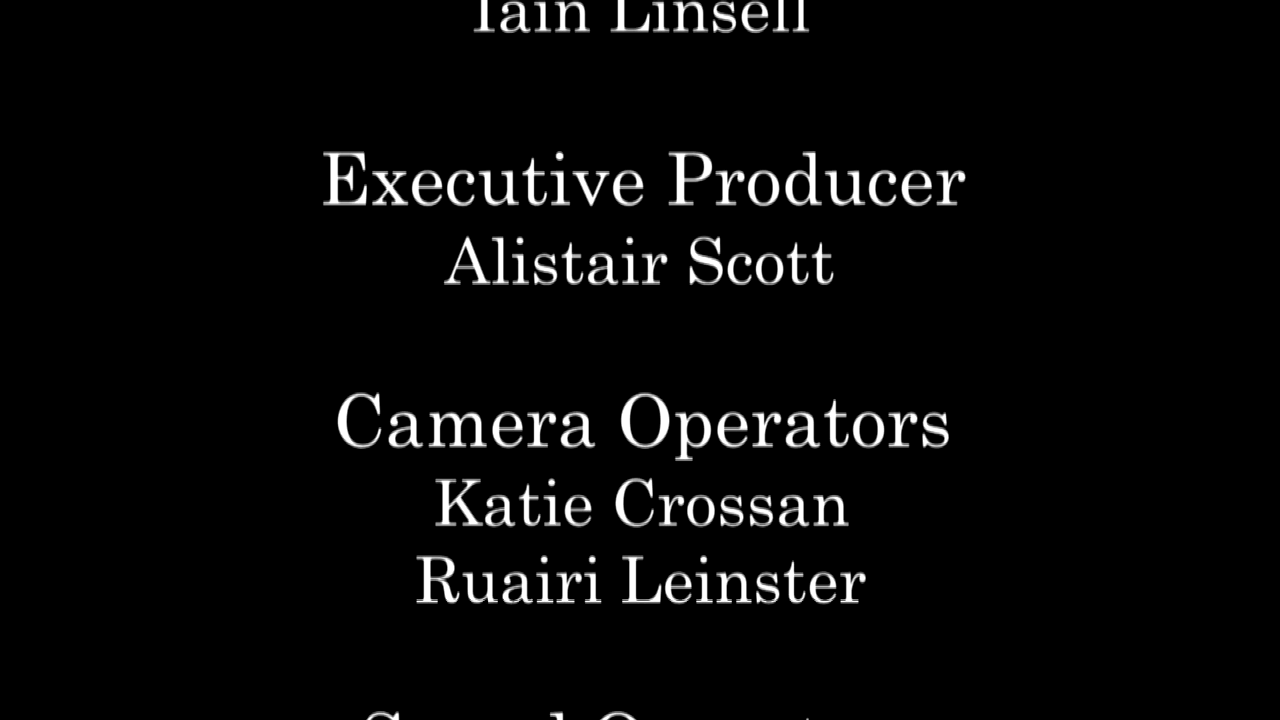 Iain Linsell
Executive Producer
Alistair Scott
Camera Operators
Katie Crossan
Ruairi Leinster